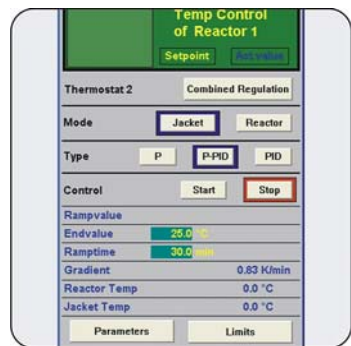 Temp Control
of Reactor 1
Setpoint Act.value
Thermostat 2 Combined Regulation
Mode Jacket Reactor
Type P P-PID PID
Control Start Stop
Rampvalue
Endvalue 25.0 °C
Ramptime 30.0 min
Gradient 0.83 K/min
Reactor Temp 0.0 °C
Jacket Temp 0.0 °C
Parameters Limits